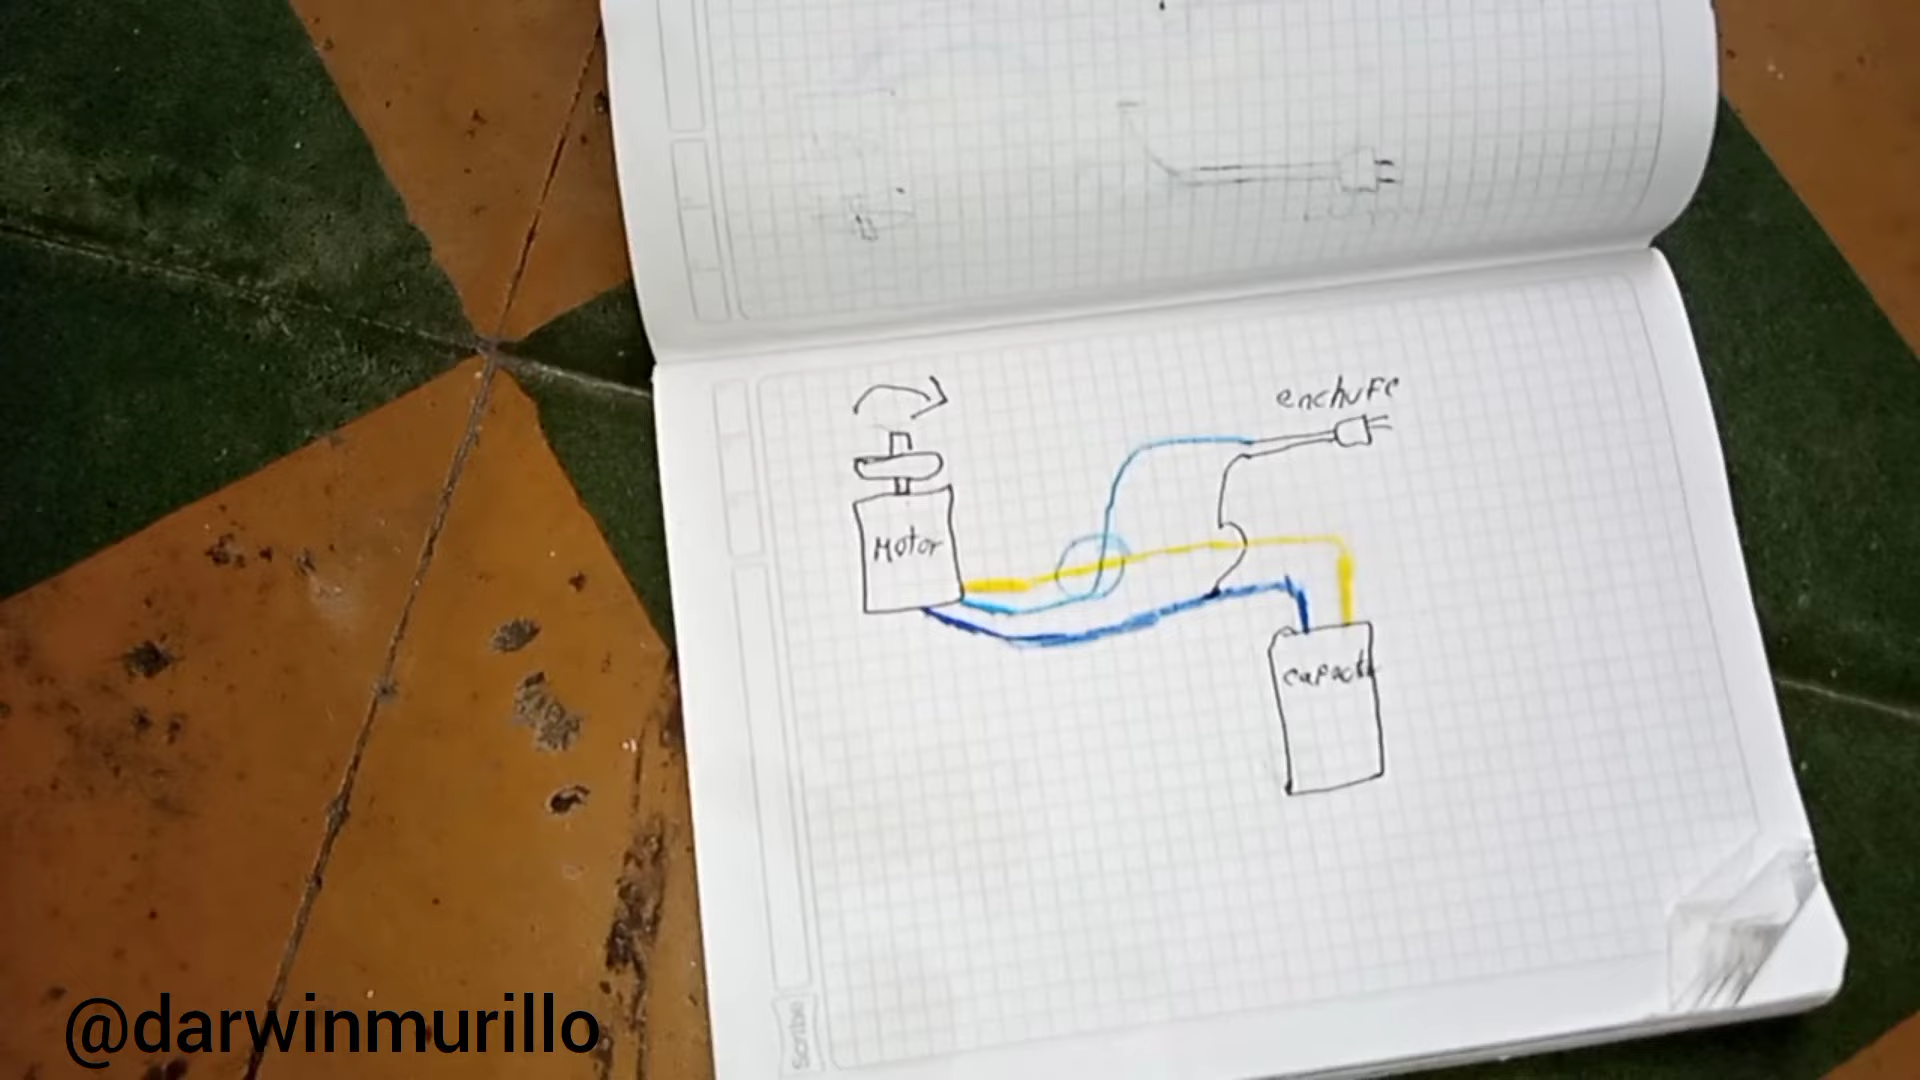 enchufe
Motor
capacit
Scribe
@darwinmurillo